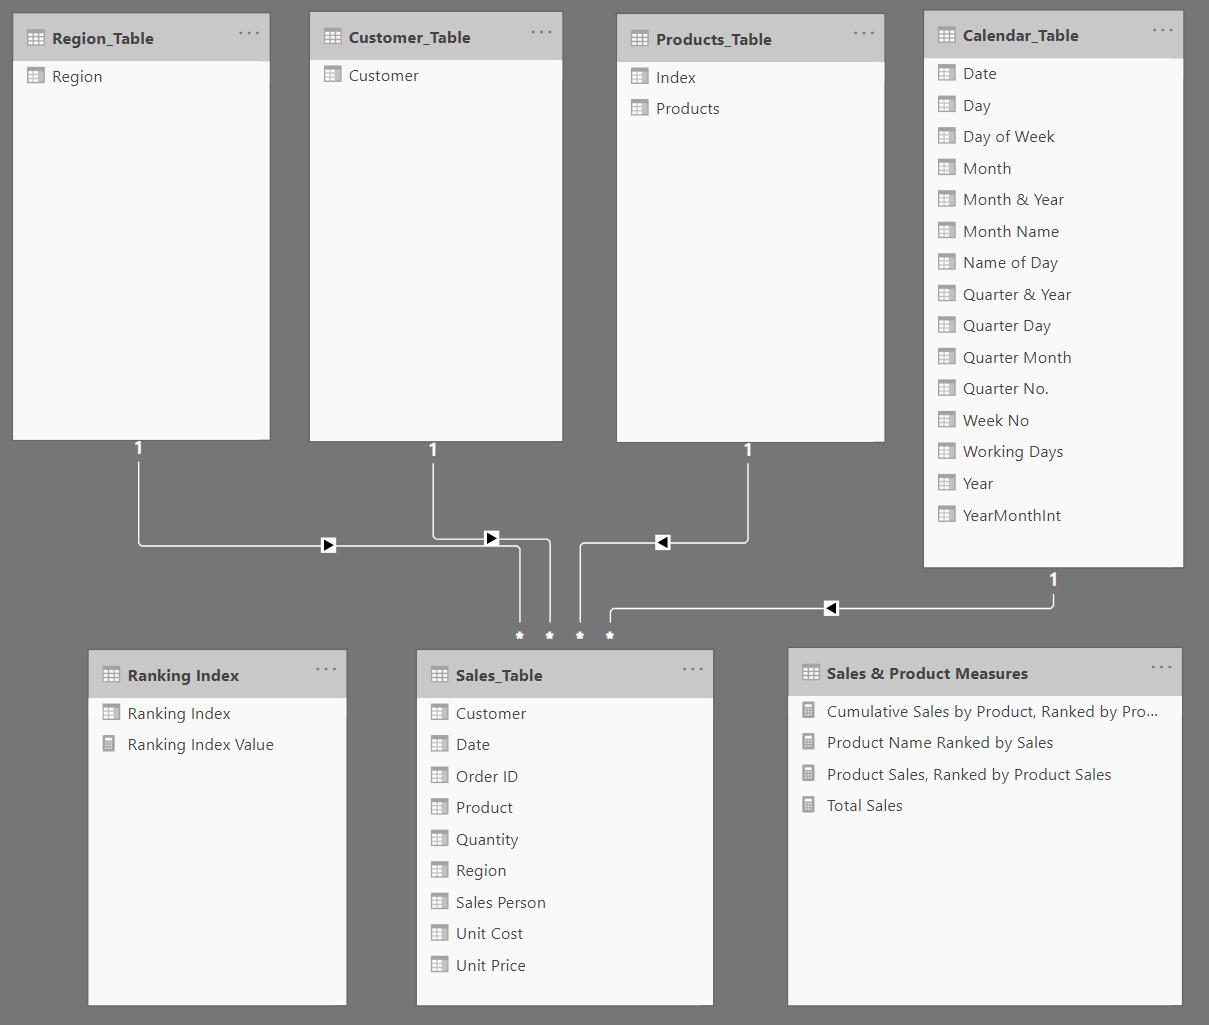 Region_Table
Region
Customer_Table
Customer
Products_Table
Index
Products
Calendar_Table
Date
Day
Day of Week
Month
Month & Year
Month Name
Name of Day
Quarter & Year
Quarter Day
Quarter Month
Quarter No.
Week No
Working Days
Year
YearMonthInt
1
1
1
1
* * * *
Ranking Index
Ranking Index
Ranking Index Value
Sales_Table
Customer
Date
Order ID
Product
Quantity
Region
Sales Person
Unit Cost
Unit Price
Sales & Product Measures
Cumulative Sales by Product, Ranked by Pro...
Product Name Ranked by Sales
Product Sales, Ranked by Product Sales
Total Sales